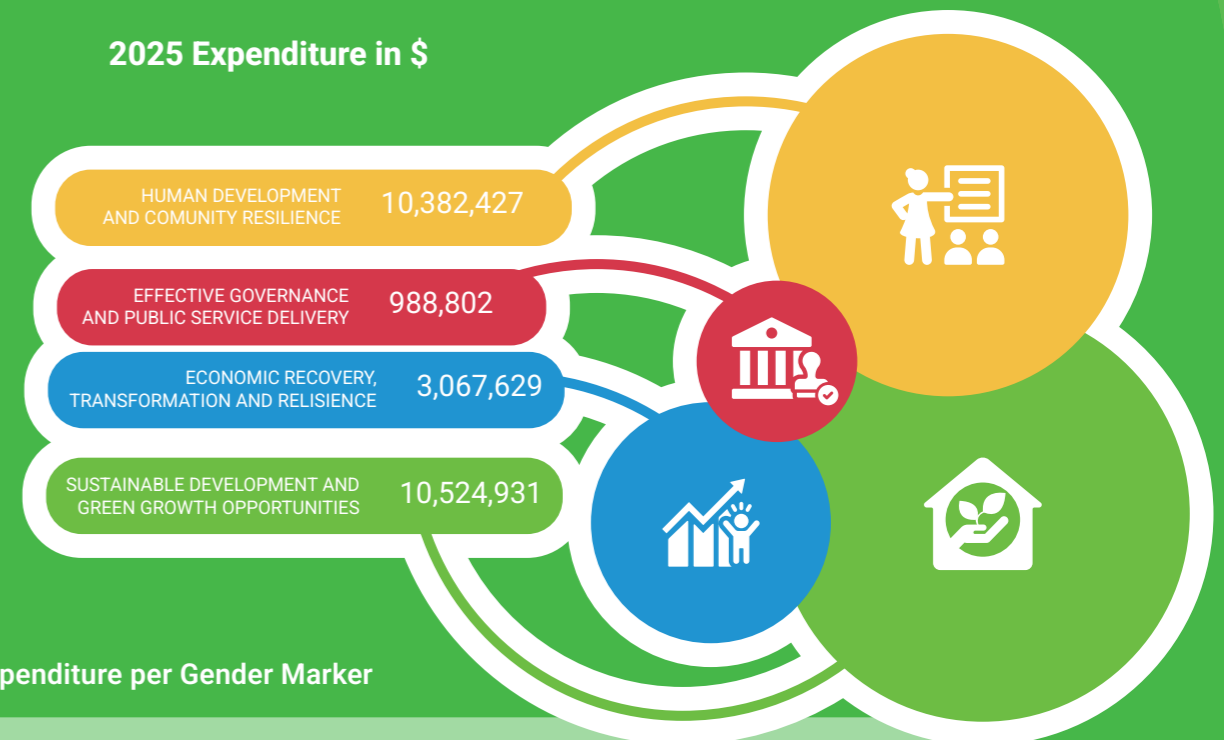 2025 Expenditure in $
HUMAN DEVELOPMENT
AND COMUNITY RESILIENCE
10,382,427
EFFECTIVE GOVERNANCE
AND PUBLIC SERVICE DELIVERY
988,802
ECONOMIC RECOVERY,
TRANSFORMATION AND RELISIENCE
3,067,629
SUSTAINABLE DEVELOPMENT AND
GREEN GROWTH OPPORTUNITIES
10,524,931
penditure per Gender Marker